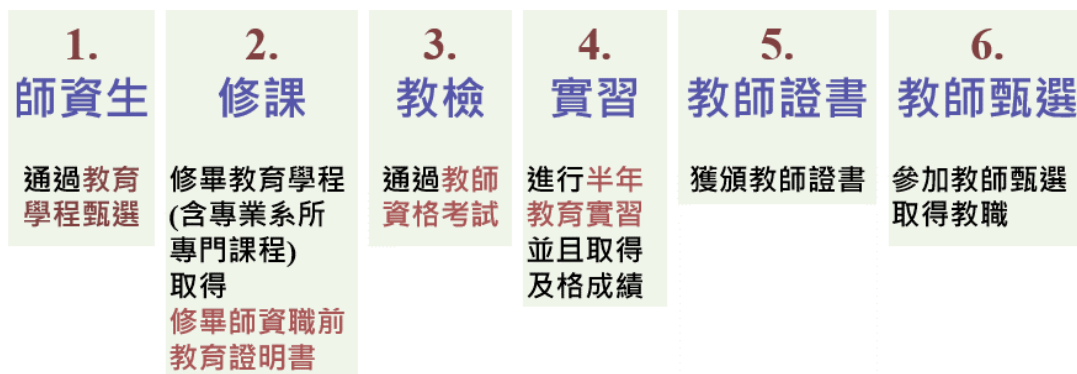 1.
師資生
通過教育
學程甄選
2.
修課
修畢教育學程
(含專業系所
專門課程)
取得
修畢師資職前
教育證明書
3.
教檢
通過教師
資格考試
4.
實習
進行半年
教育實習
並且取得
及格成績
5.
教師證書
獲頒教師證書
6.
教師甄選
參加教師甄選
取得教職